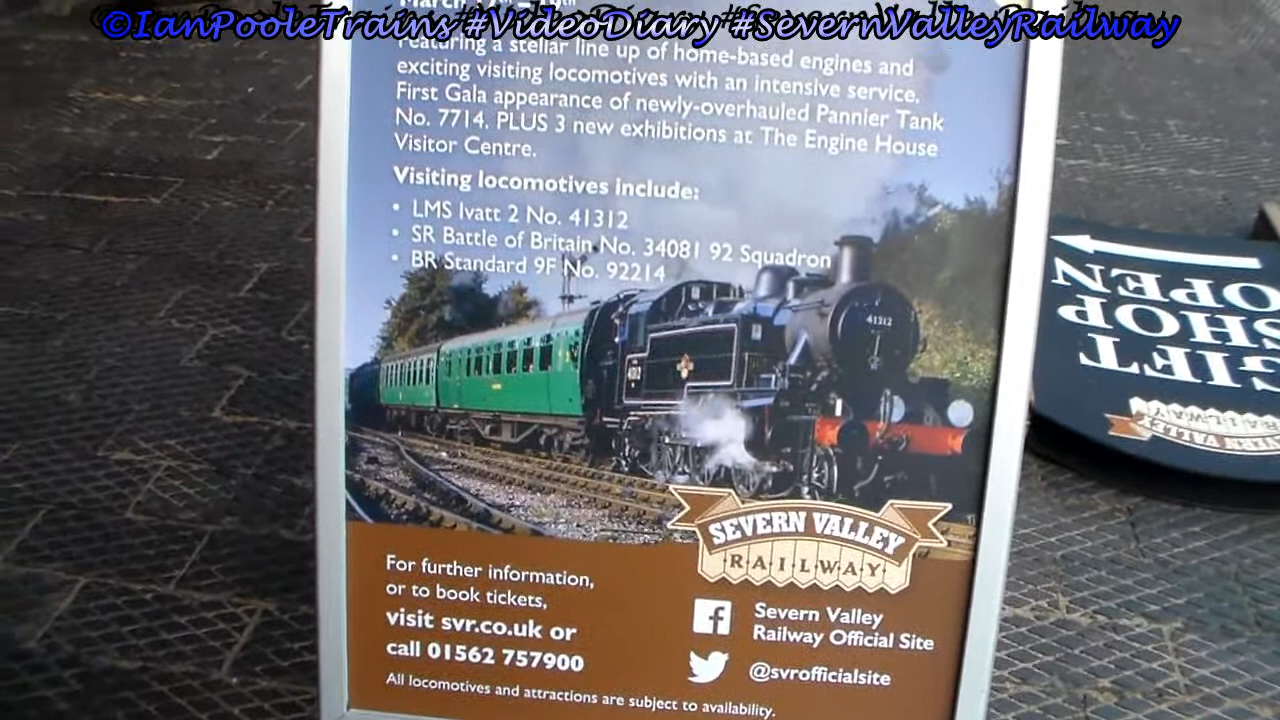 ©IanPooleTrains #VideoDiary #SevernValleyRailway
March
Featuring a stellar line up of home-based engines and
exciting visiting locomotives with an intensive service.
First Gala appearance of newly-overhauled Pannier Tank
No. 7714. PLUS 3 new exhibitions at The Engine House
Visitor Centre.
Visiting locomotives include:
• LMS Ivatt 2 No. 41312
• SR Battle of Britain No. 34081 92 Squadron
• BR Standard 9F No. 92214
41312
SEVERN VALLEY
RAILWAY
For further information,
or to book tickets,
visit svr.co.uk or
call 01562 757900
Severn Valley
Railway Official Site
@svrofficialsite
All locomotives and attractions are subject to availability.
SEVERN VALLEY
RAILWAY
GIFT
SHOP
OPEN